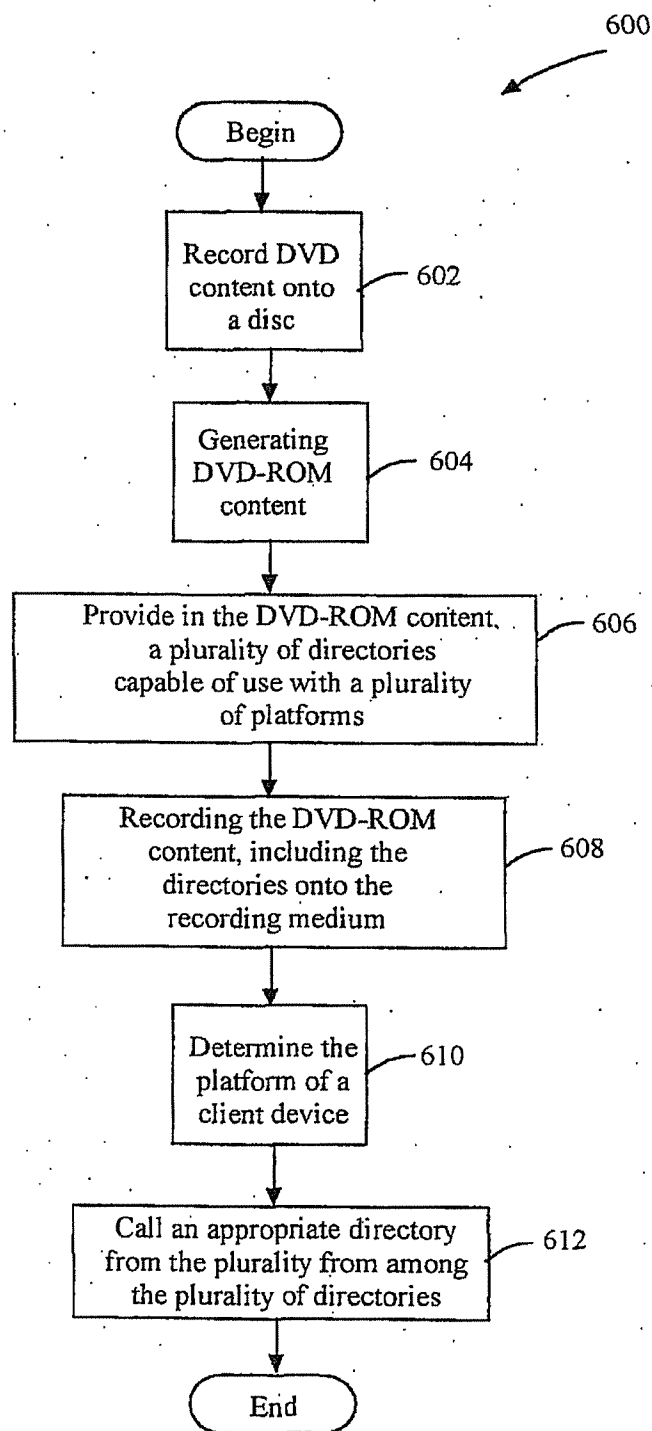 600
Begin
Record DVD
content onto
a disc
602
Generating
DVD-ROM
content
604
Provide in the DVD-ROM content,
a plurality of directories
capable of use with a plurality
of platforms
606
Recording the DVD-ROM
content, including the
directories onto the
recording medium
608
Determine the
platform of a
client device
610
Call an appropriate directory
from the plurality from among
the plurality of directories
612
End